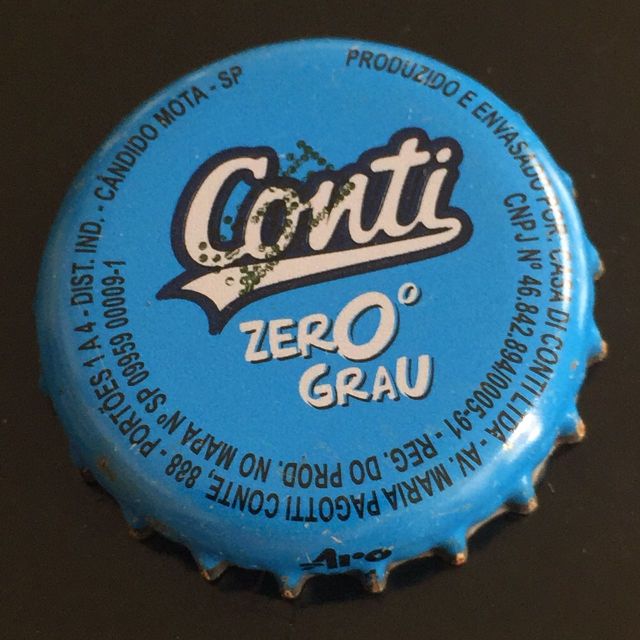 Conti
ZERO°
GRAU
PRODUZIDO E ENVASADO POR: CASA DI CONTI LTDA - AV. MARIA PAGOTTI CONTE, 838 - PORTÕES 1 A 4 - DIST. IND. - CÂNDIDO MOTA - SP
CNPJ Nº 46.842.894/0005-91 - REG. DO PROD. NO MAPA Nº SP 09959 00009-1
Aro